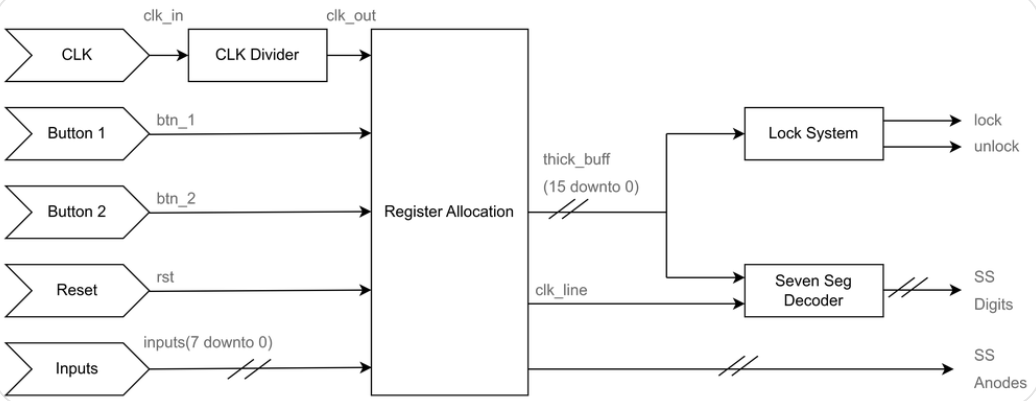 clk_in
clk_out
CLK
CLK Divider
btn_1
Button 1
Lock System
lock
unlock
thick_buff
(15 downto 0)
btn_2
Button 2
Register Allocation
rst
Reset
clk_line
Seven Seg
Decoder
SS
Digits
inputs(7 downto 0)
Inputs
SS
Anodes